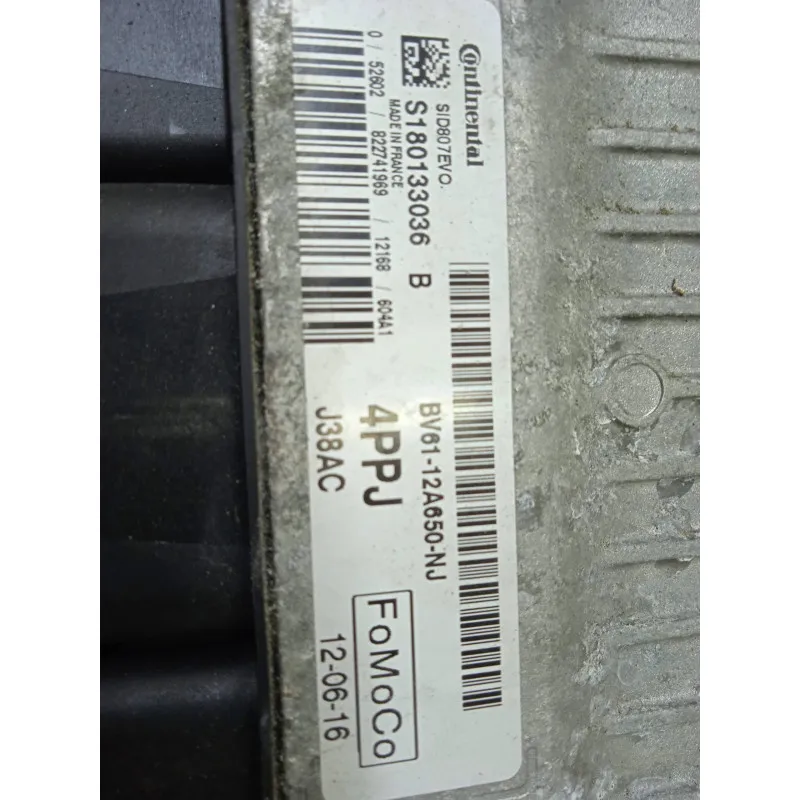 Continental
SID807EVO.
S180133036 B
MADE IN FRANCE
0 / 52602 / 822741969 / 12168 / 604A1
BV61-12A650-NJ
4PPJ
J38AC
FoMoCo
12-06-16